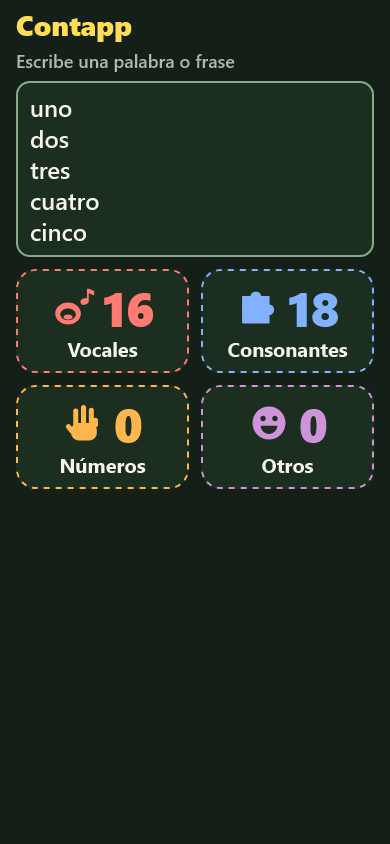 Contapp
Escribe una palabra o frase
uno
dos
tres
cuatro
cinco
16
Vocales
18
Consonantes
0
Números
0
Otros